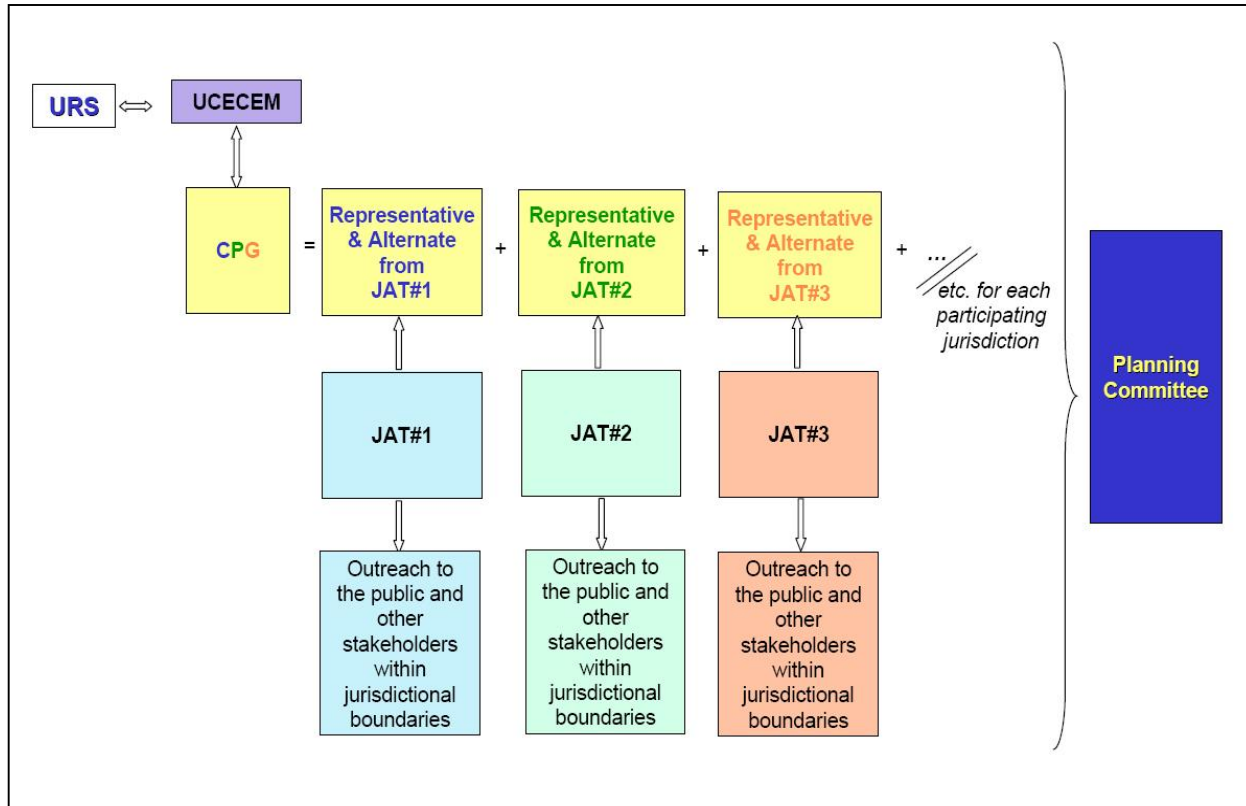 URS
UCECEM
CPG
=
Representative
& Alternate
from
JAT#1
+
Representative
& Alternate
from
JAT#2
+
Representative
& Alternate
from
JAT#3
+
...
etc. for each
participating
jurisdiction
Planning
Committee
JAT#1
JAT#2
JAT#3
Outreach to
the public and
other
stakeholders
within
jurisdictional
boundaries
Outreach to
the public and
other
stakeholders
within
jurisdictional
boundaries
Outreach to
the public and
other
stakeholders
within
jurisdictional
boundaries